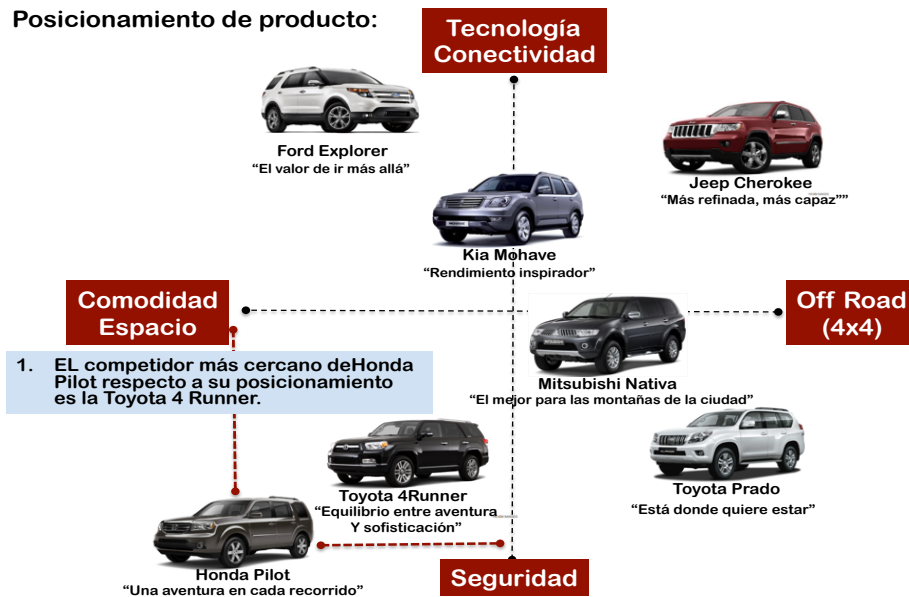 Posicionamiento de producto:
Tecnología
Conectividad
Ford Explorer
“El valor de ir más allá”
Jeep Cherokee
“Más refinada, más capaz””
Kia Mohave
“Rendimiento inspirador”
Comodidad
Espacio
Off Road
(4x4)
1. EL competidor más cercano deHonda
Pilot respecto a su posicionamiento
es la Toyota 4 Runner.
Mitsubishi Nativa
“El mejor para las montañas de la ciudad”
Toyota 4Runner
“Equilibrio entre aventura
Y sofisticación”
Toyota Prado
“Está donde quiere estar”
Honda Pilot
“Una aventura en cada recorrido”
Seguridad